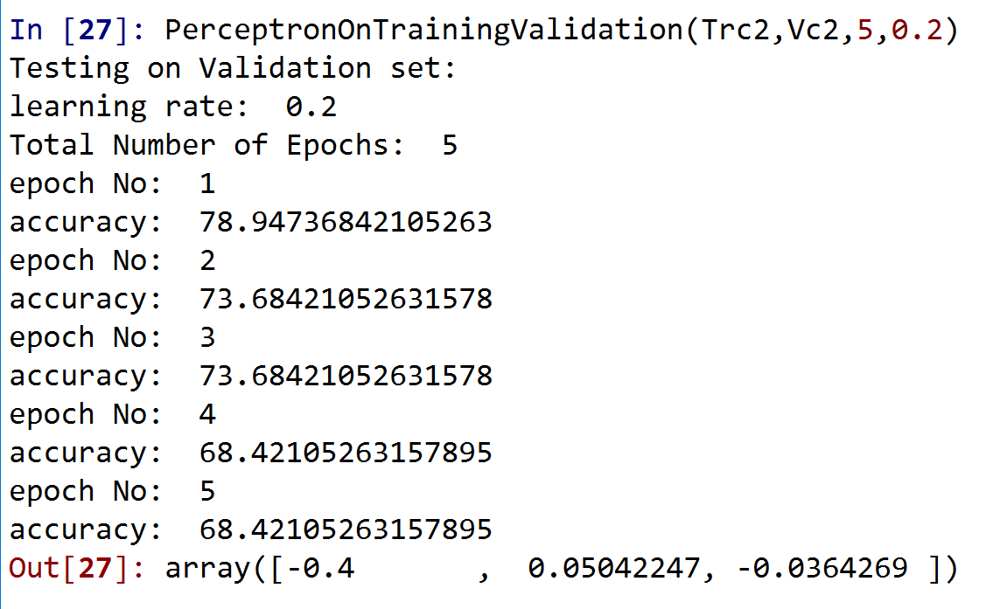 In [27]: PerceptronOnTrainingValidation(Trc2,Vc2,5,0.2)
Testing on Validation set:
learning rate:  0.2
Total Number of Epochs:  5
epoch No:  1
accuracy:  78.94736842105263
epoch No:  2
accuracy:  73.68421052631578
epoch No:  3
accuracy:  73.68421052631578
epoch No:  4
accuracy:  68.42105263157895
epoch No:  5
accuracy:  68.42105263157895
Out[27]: array([-0.4       ,  0.05042247, -0.0364269 ])